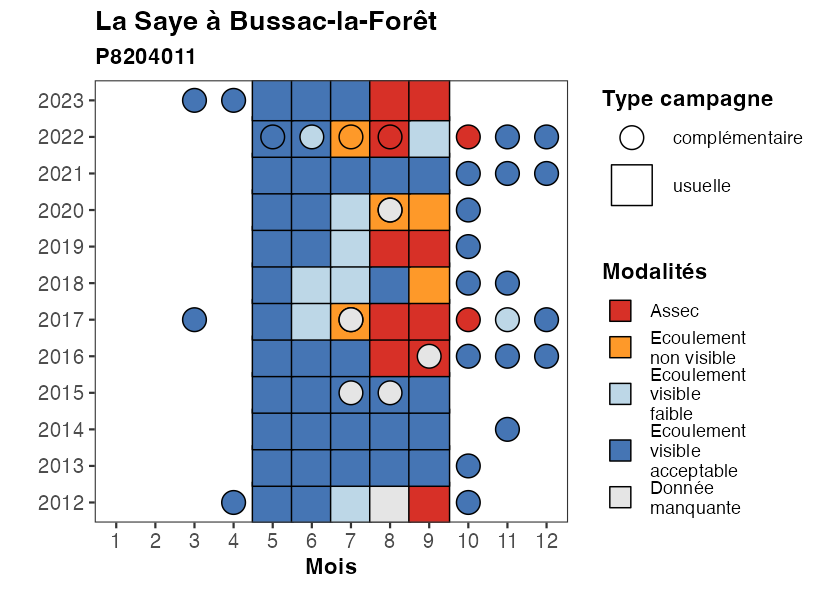 La Saye à Bussac-la-Forêt
P8204011
2023
2022
2021
2020
2019
2018
2017
2016
2015
2014
2013
2012
1 2 3 4 5 6 7 8 9 10 11 12
Mois
Type campagne
complémentaire
usuelle
Modalités
Assec
Ecoulement
non visible
Ecoulement
visible
faible
Ecoulement
visible
acceptable
Donnée
manquante